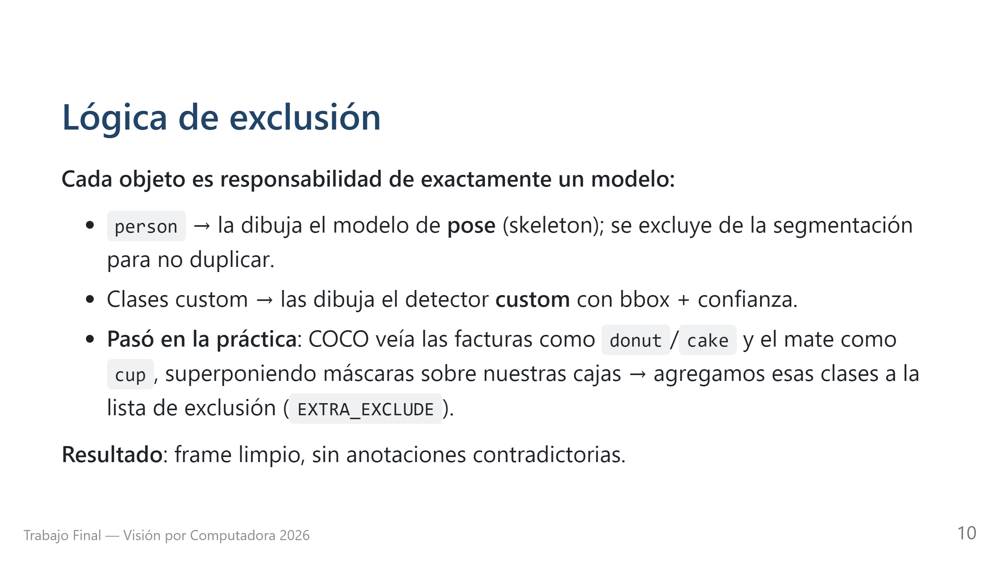 Lógica de exclusión
Cada objeto es responsabilidad de exactamente un modelo:
• person → la dibuja el modelo de pose (skeleton); se excluye de la segmentación
para no duplicar.
• Clases custom → las dibuja el detector custom con bbox + confianza.
• Pasó en la práctica: COCO veía las facturas como donut/cake y el mate como
cup, superponiendo máscaras sobre nuestras cajas → agregamos esas clases a la
lista de exclusión (EXTRA_EXCLUDE).
Resultado: frame limpio, sin anotaciones contradictorias.
Trabajo Final — Visión por Computadora 2026
10